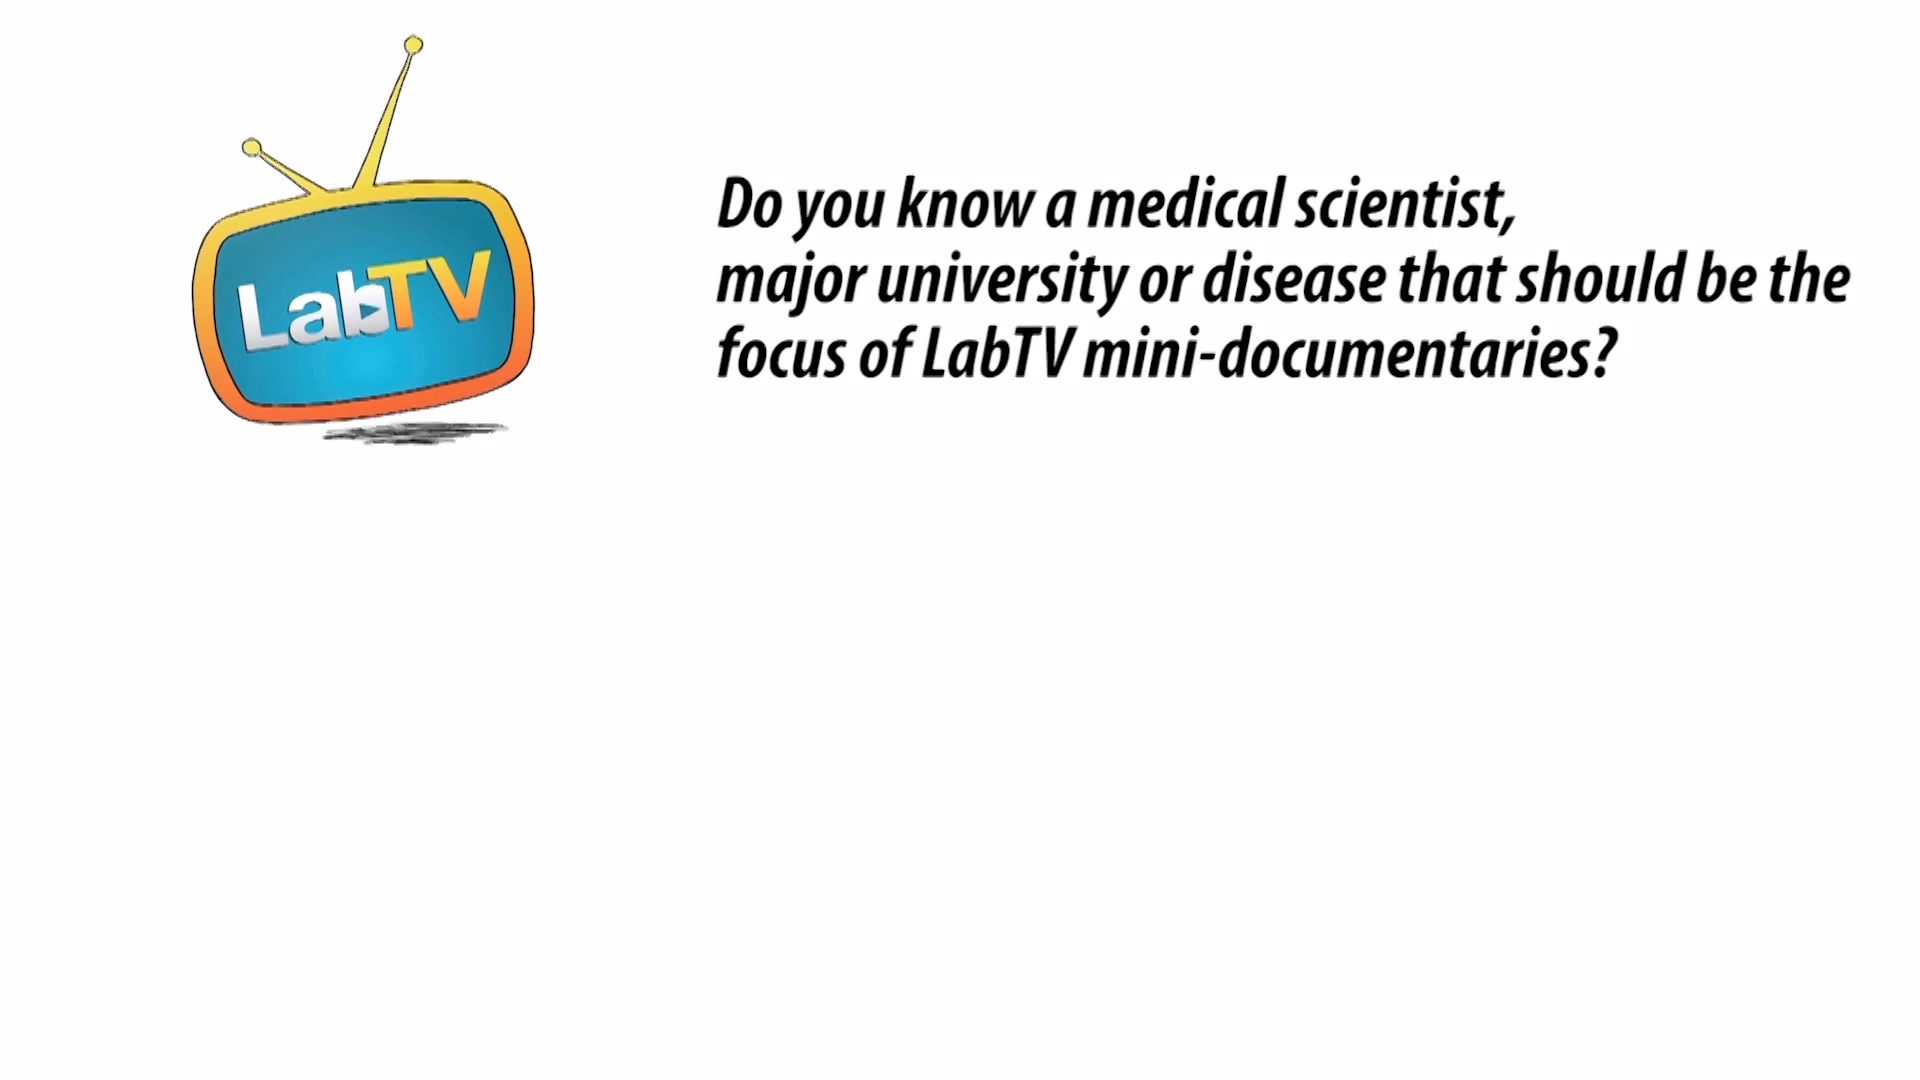 LabTV
Do you know a medical scientist,
major university or disease that should be the
focus of LabTV mini-documentaries?